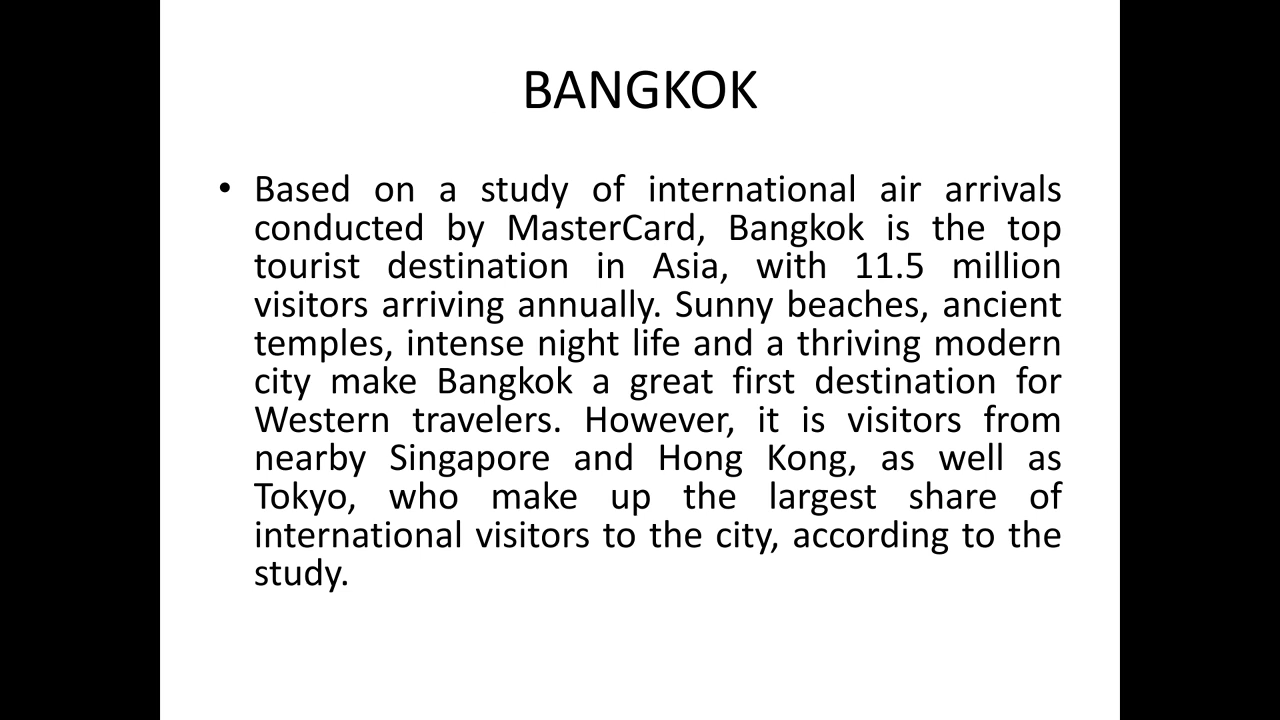 BANGKOK
• Based on a study of international air arrivals
conducted by MasterCard, Bangkok is the top
tourist destination in Asia, with 11.5 million
visitors arriving annually. Sunny beaches, ancient
temples, intense night life and a thriving modern
city make Bangkok a great first destination for
Western travelers. However, it is visitors from
nearby Singapore and Hong Kong, as well as
Tokyo, who make up the largest share of
international visitors to the city, according to the
study.